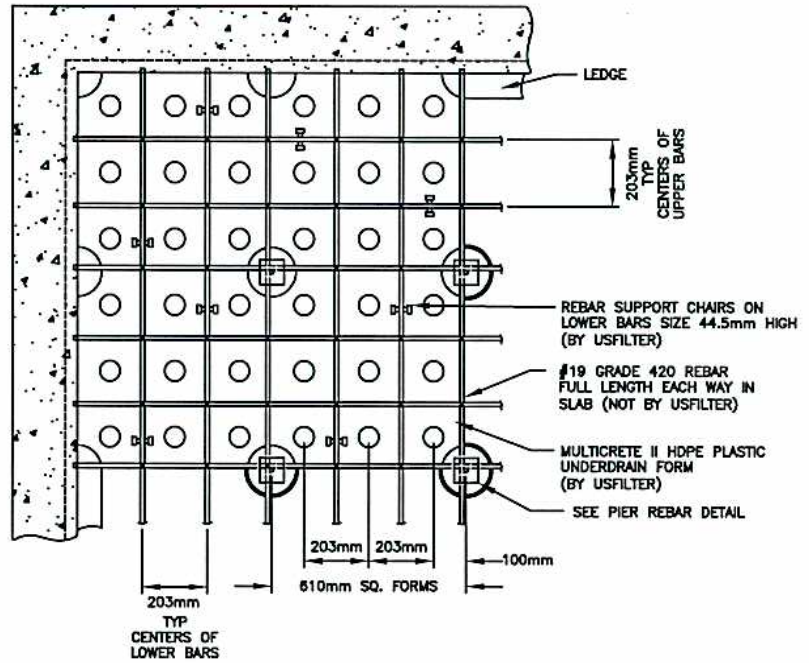 LEDGE
203mm
TYP
CENTERS OF
UPPER BARS
REBAR SUPPORT CHAIRS ON
LOWER BARS SIZE 44.5mm HIGH
(BY USFILTER)
#19 GRADE 420 REBAR
FULL LENGTH EACH WAY IN
SLAB (NOT BY USFILTER)
MULTICRETE II HDPE PLASTIC
UNDERDRAIN FORM
(BY USFILTER)
SEE PIER REBAR DETAIL
203mm 203mm
100mm
610mm SQ. FORMS
203mm
TYP
CENTERS OF
LOWER BARS